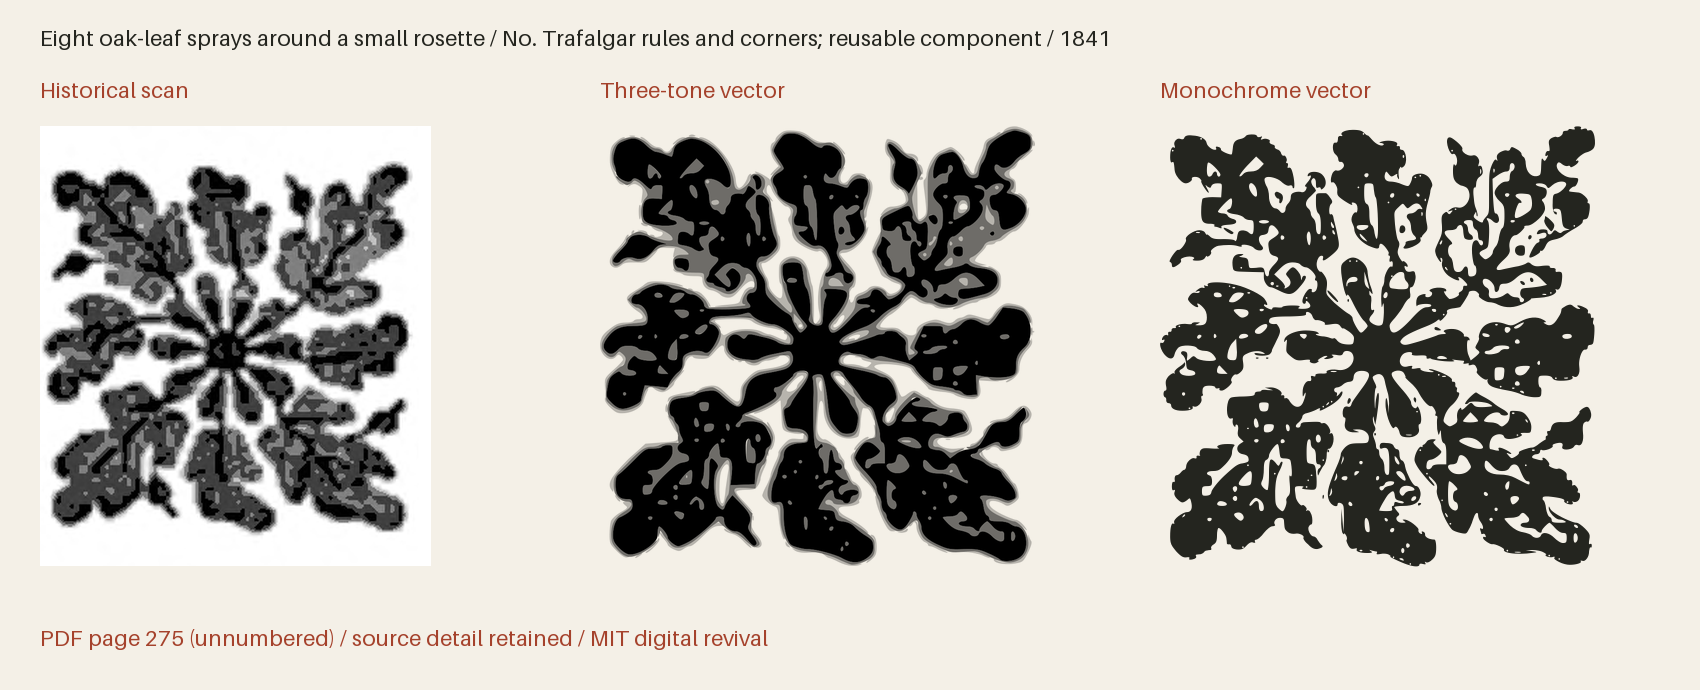 Eight oak-leaf sprays around a small rosette / No. Trafalgar rules and corners; reusable component / 1841
Historical scan
Three-tone vector
Monochrome vector
PDF page 275 (unnumbered) / source detail retained / MIT digital revival